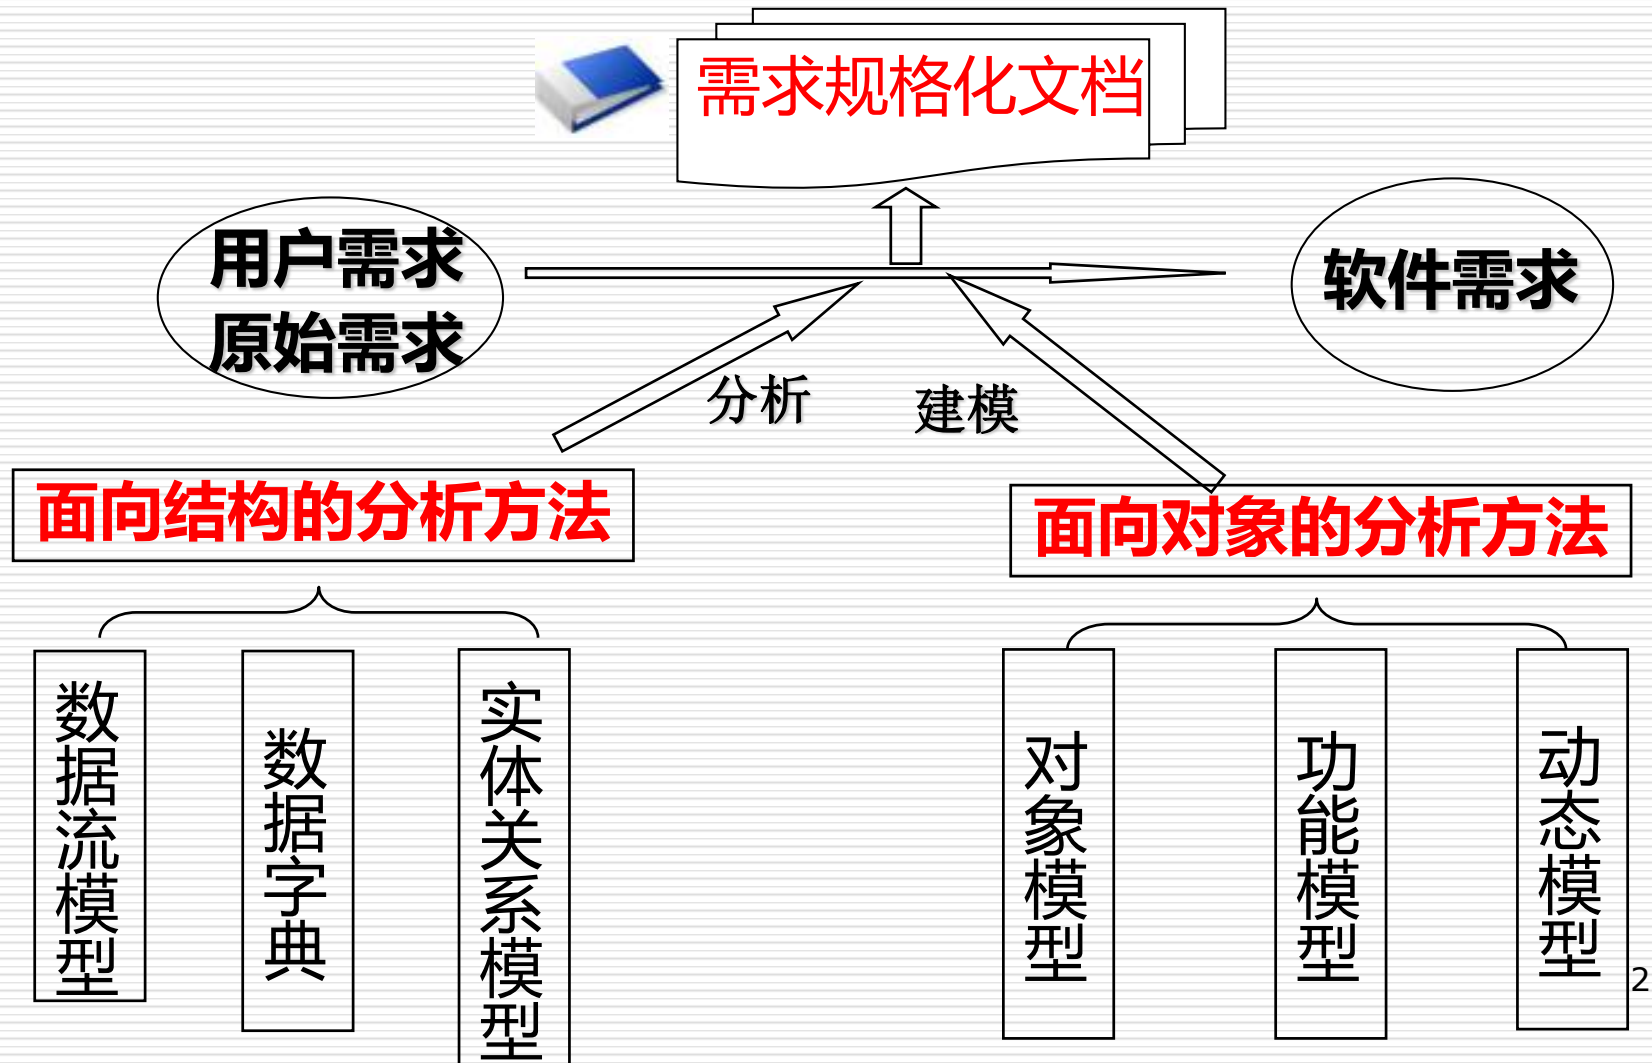 需求规格化文档
用户需求
原始需求
软件需求
分析
建模
面向结构的分析方法
面向对象的分析方法
数据流模型
数据字典
实体关系模型
对象模型
功能模型
动态模型
2